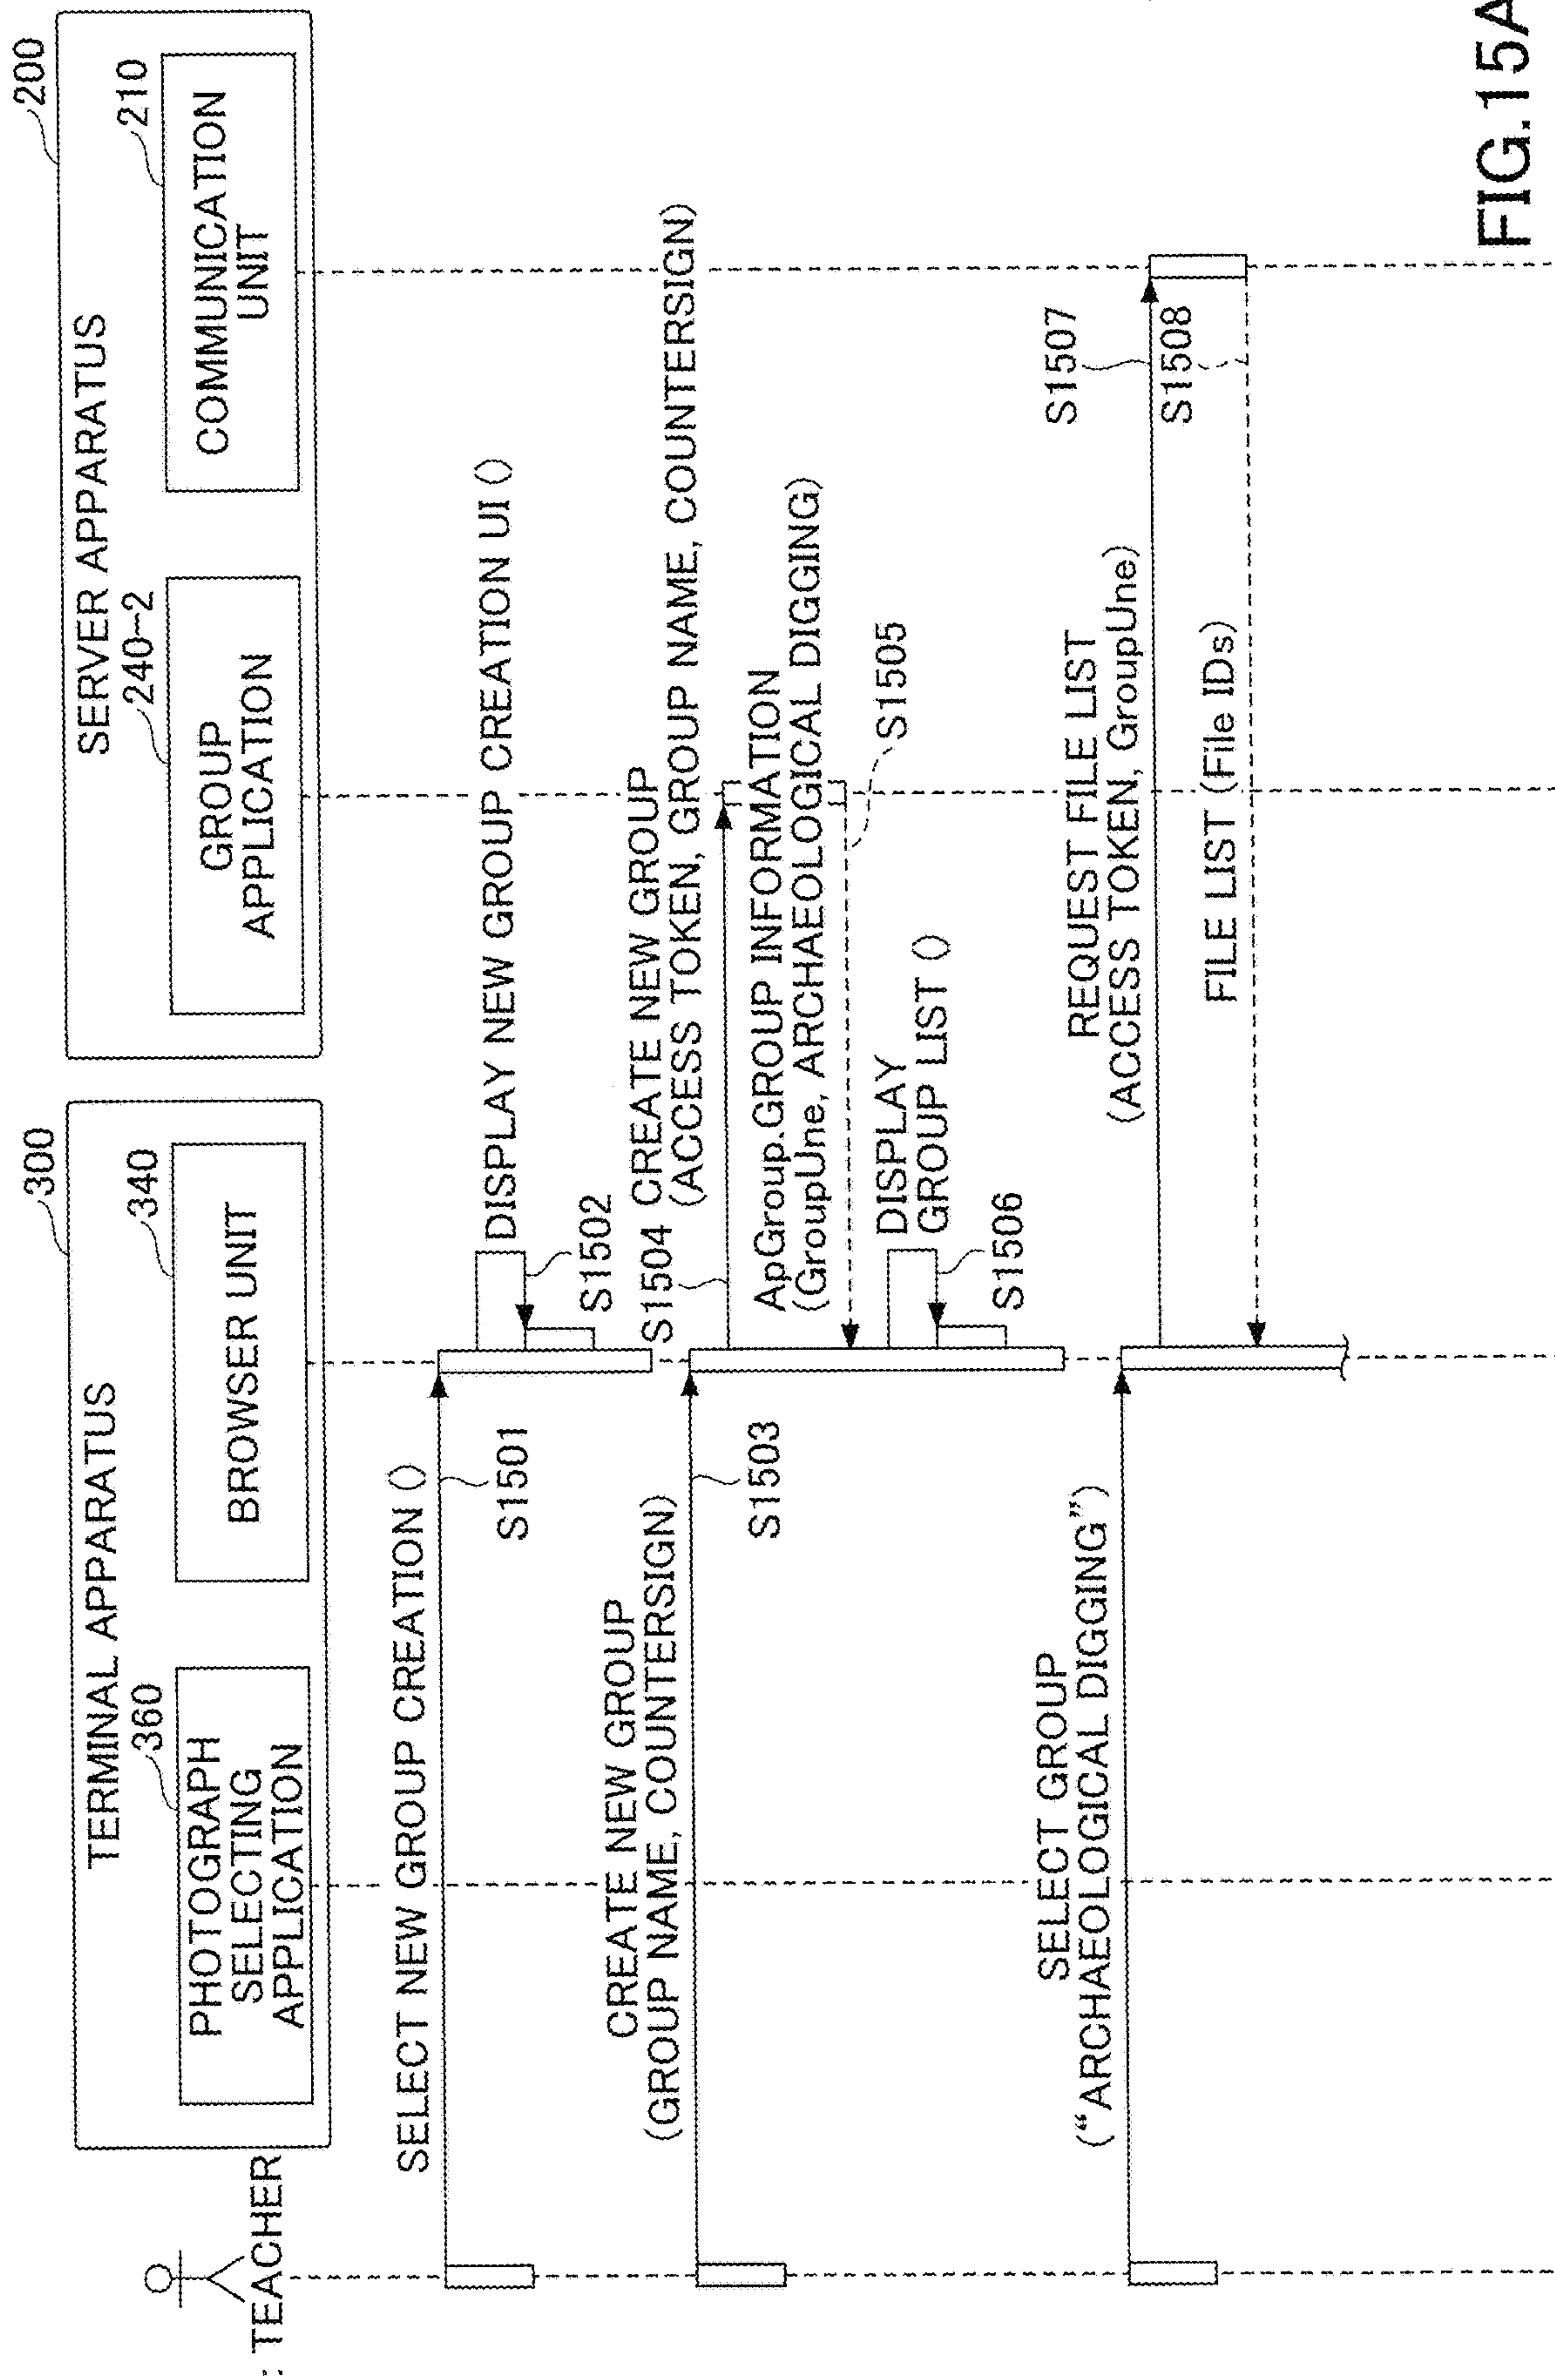 : TEACHER
TERMINAL APPARATUS
300
360
PHOTOGRAPH
SELECTING
APPLICATION
340
BROWSER UNIT
SERVER APPARATUS
200
240-2
GROUP
APPLICATION
210
COMMUNICATION
UNIT
SELECT NEW GROUP CREATION ()
S1501
DISPLAY NEW GROUP CREATION UI ()
S1502
CREATE NEW GROUP
(GROUP NAME, COUNTERSIGN)
S1503
S1504
CREATE NEW GROUP
(ACCESS TOKEN, GROUP NAME, COUNTERSIGN)
ApGroup.GROUP INFORMATION
(GroupUne, ARCHAEOLOGICAL DIGGING)
S1505
DISPLAY
GROUP LIST ()
S1506
SELECT GROUP
(“ARCHAEOLOGICAL DIGGING”)
REQUEST FILE LIST
(ACCESS TOKEN, GroupUne)
S1507
FILE LIST (File IDs)
S1508
FIG.15A